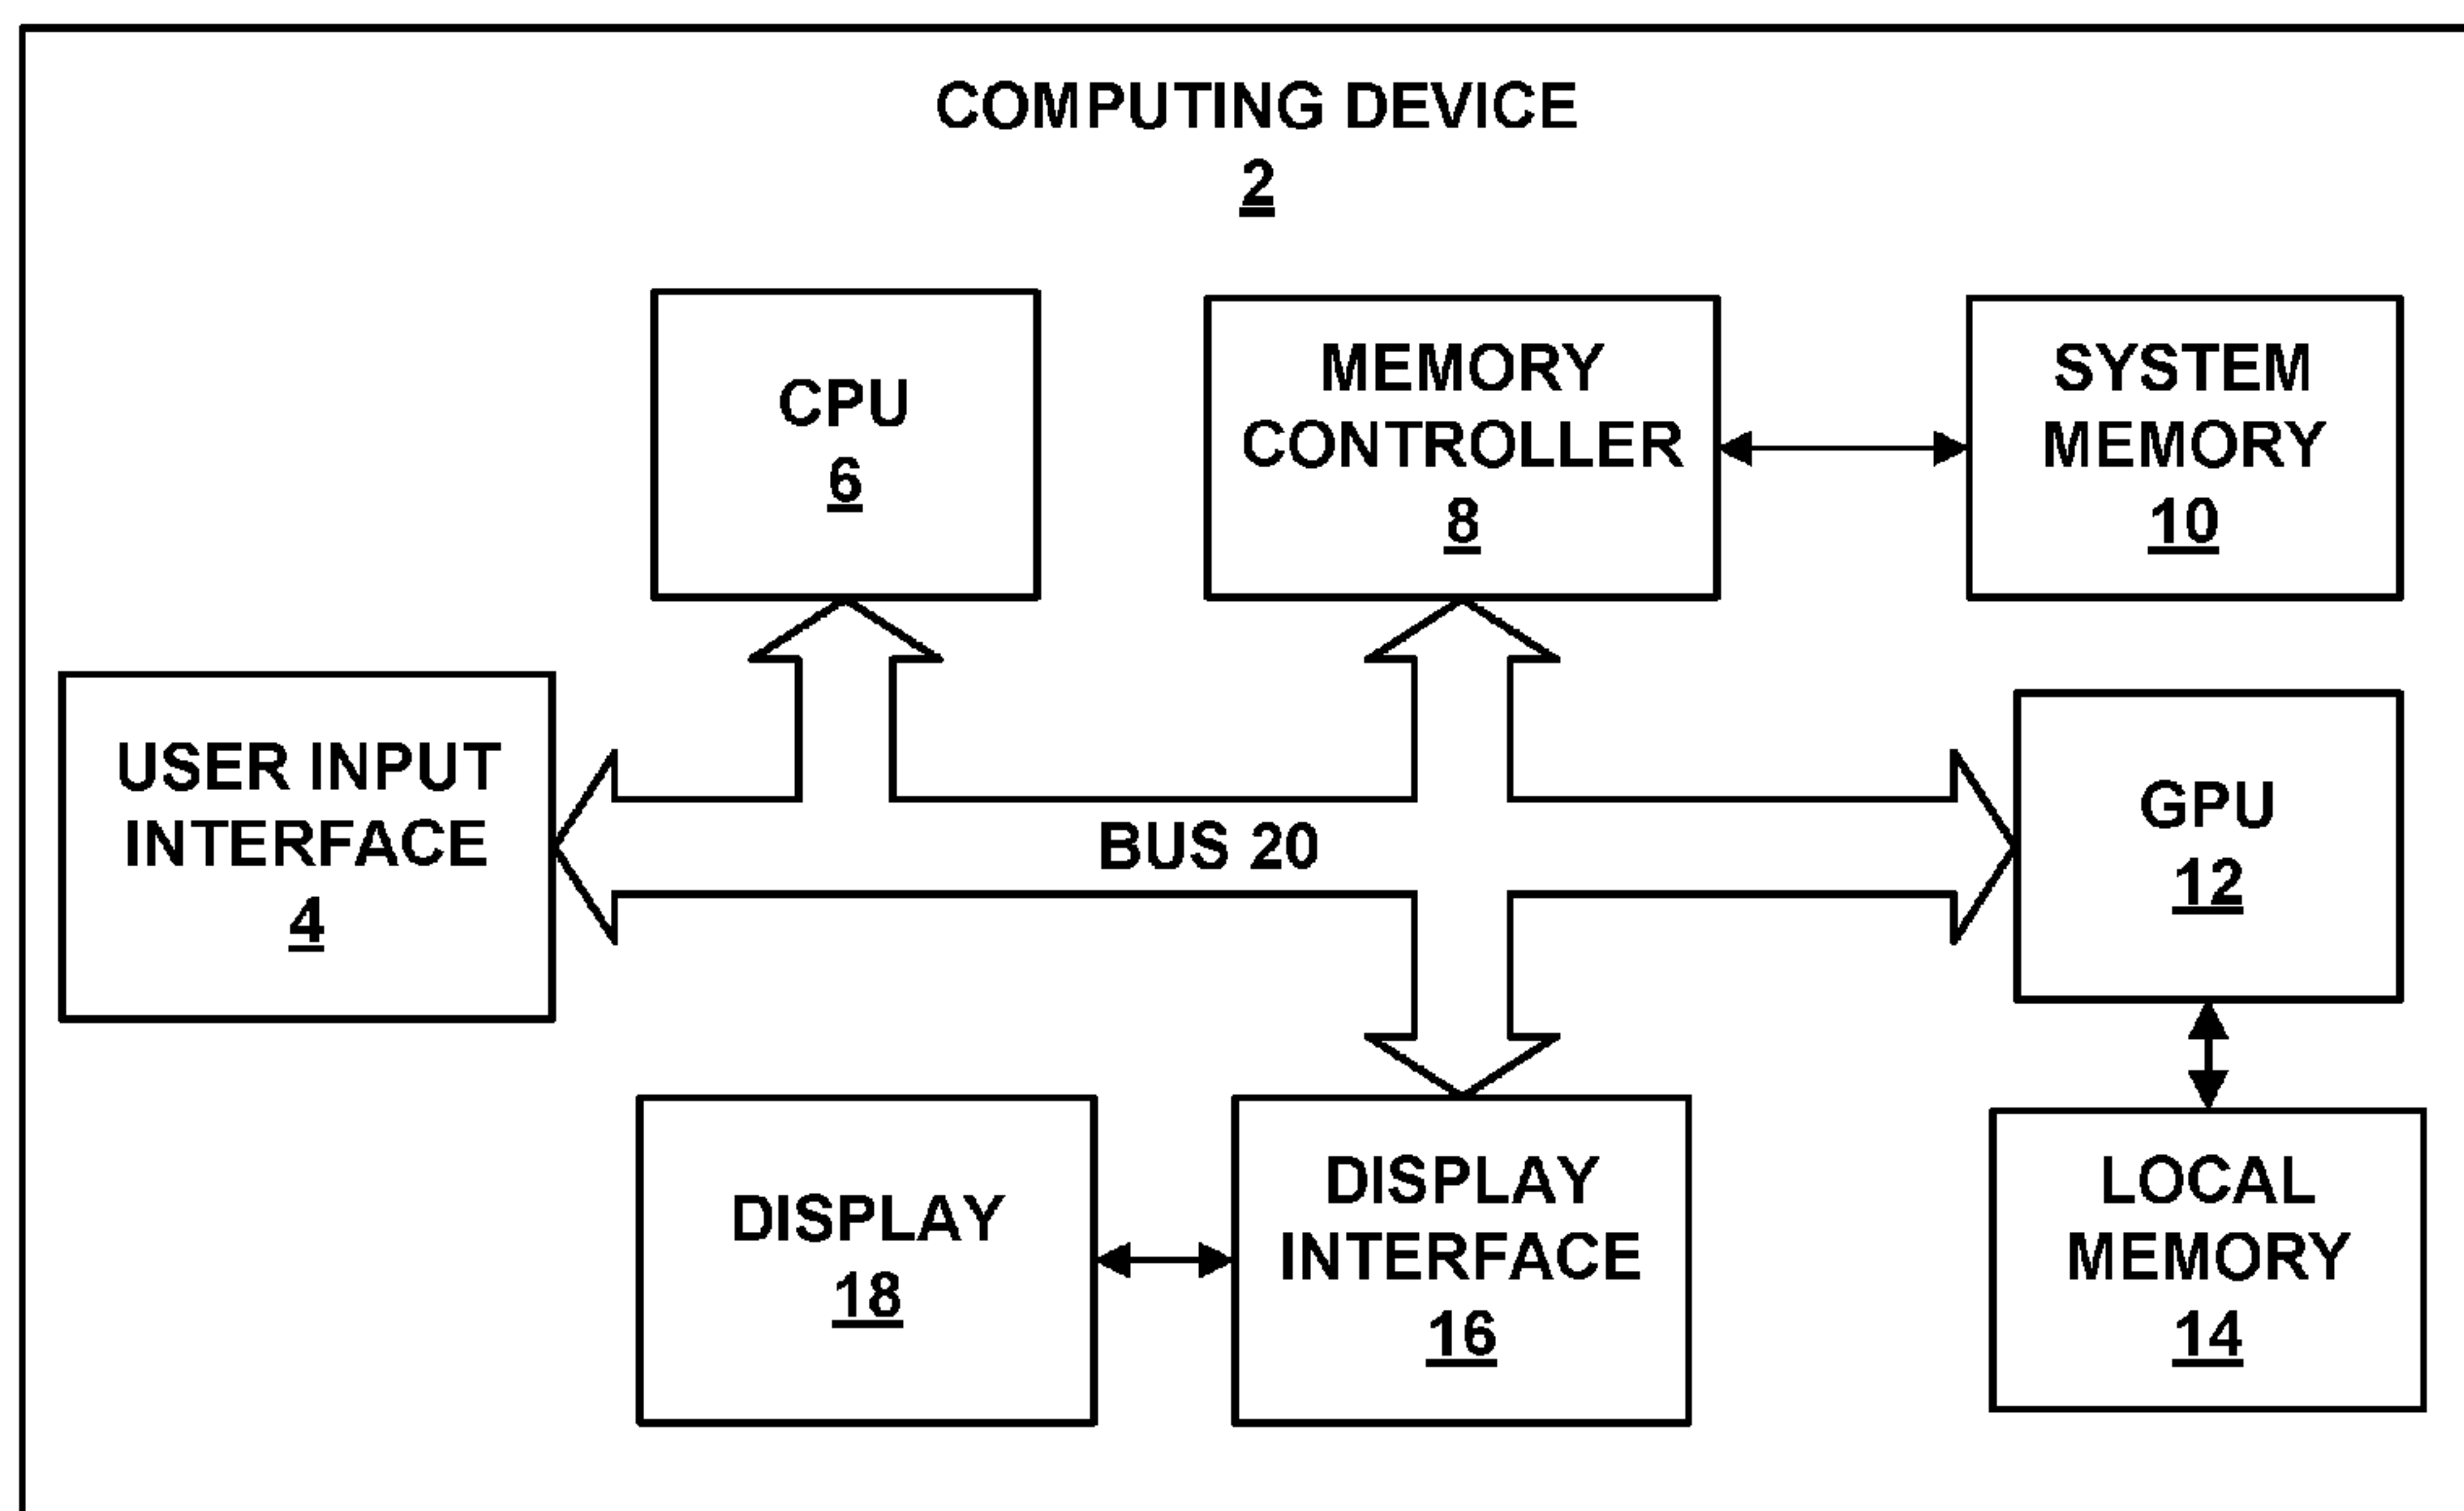 COMPUTING DEVICE
2
CPU
6
MEMORY
CONTROLLER
8
SYSTEM
MEMORY
10
USER INPUT
INTERFACE
4
BUS 20
GPU
12
DISPLAY
18
DISPLAY
INTERFACE
16
LOCAL
MEMORY
14